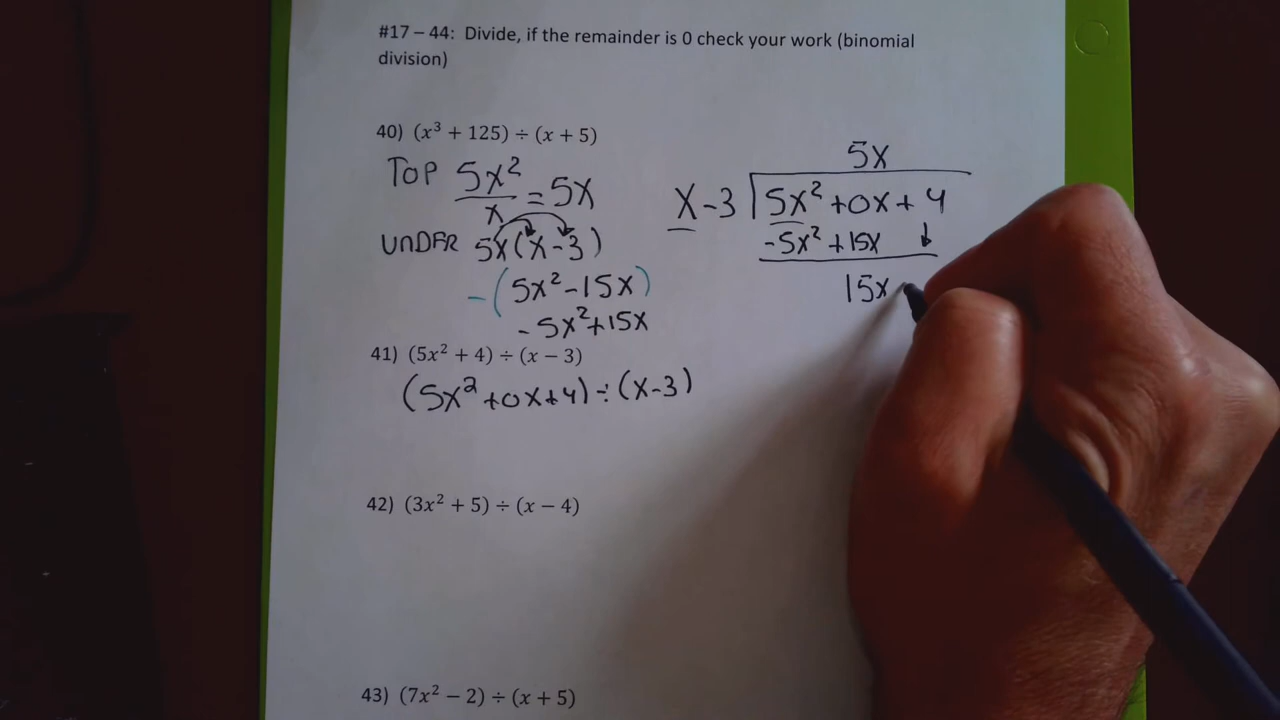 #17 – 44: Divide, if the remainder is 0 check your work (binomial
division)
40) (x³ + 125) ÷ (x + 5)
TOP 5x²/x = 5x
UNDER 5x(x-3)
-(5x²-15x)
-5x²+15x
5x
x-3 5x²+0x+4
-5x²+15x
15x
41) (5x² + 4) ÷ (x − 3)
(5x²+0x+4)÷(x-3)
42) (3x² + 5) ÷ (x − 4)
43) (7x² − 2) ÷ (x + 5)